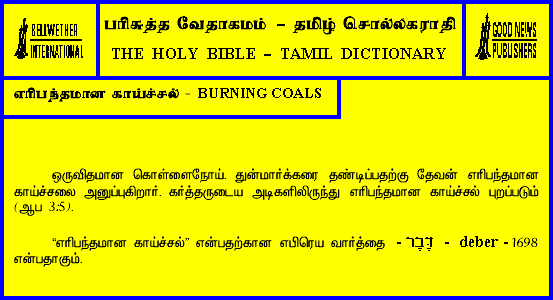 BELLWETHER
INTERNATIONAL
பரிசுத்த வேதாகமம் – தமிழ் சொல்லகராதி
THE HOLY BIBLE – TAMIL DICTIONARY
GOOD NEWS
PUBLISHERS
எரிபந்தமான காய்ச்சல் - BURNING COALS
ஒருவிதமான கொள்ளைநோய். துன்மார்க்கரை தண்டிப்பதற்கு தேவன் எரிபந்தமான
காய்ச்சலை அனுப்புகிறார். கர்த்தருடைய அடிகளிலிருந்து எரிபந்தமான காய்ச்சல் புறப்படும்
(ஆப 3:5).
“எரிபந்தமான காய்ச்சல்” என்பதற்கான எபிரெய வார்த்தை - דֶּבֶר - deber - 1698
என்பதாகும்.